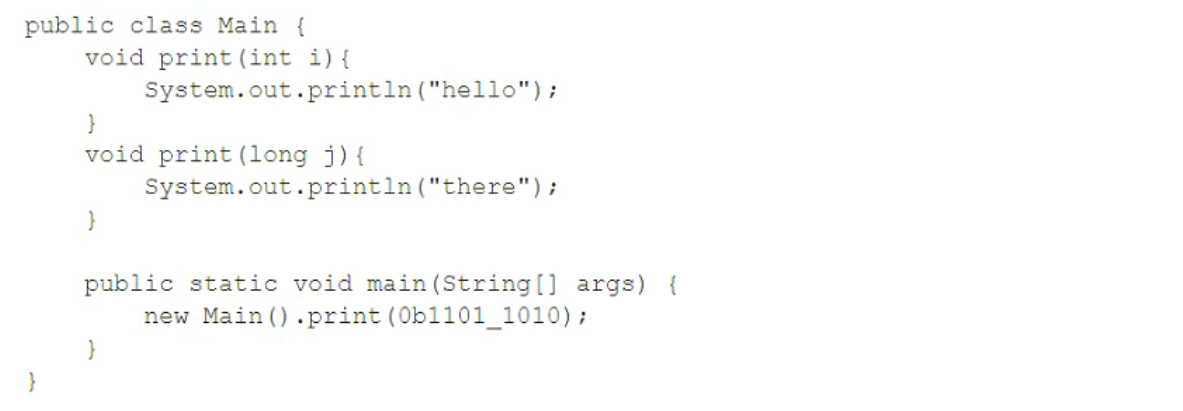 public class Main {
    void print(int i){
        System.out.println("hello");
    }
    void print(long j){
        System.out.println("there");
    }

    public static void main(String[] args) {
        new Main().print(0b1101_1010);
    }
}